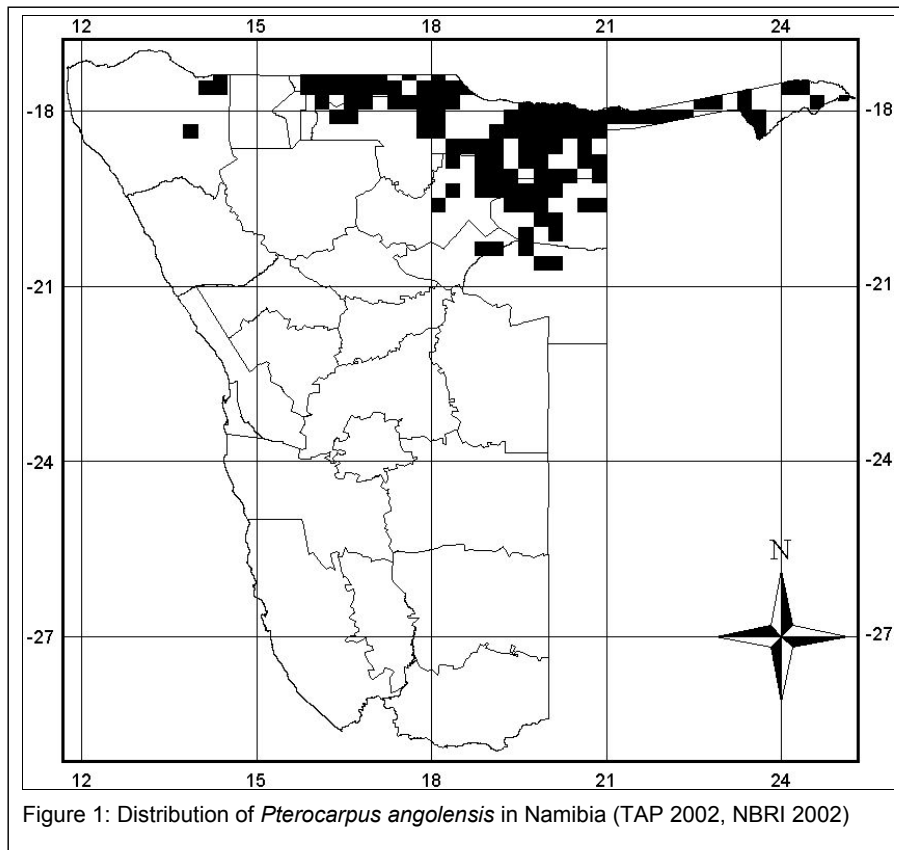 12 15 18 21 24
-18 -18
-21 -21
-24 -24
N
-27 -27
12 15 18 21 24
Figure 1: Distribution of Pterocarpus angolensis in Namibia (TAP 2002, NBRI 2002)